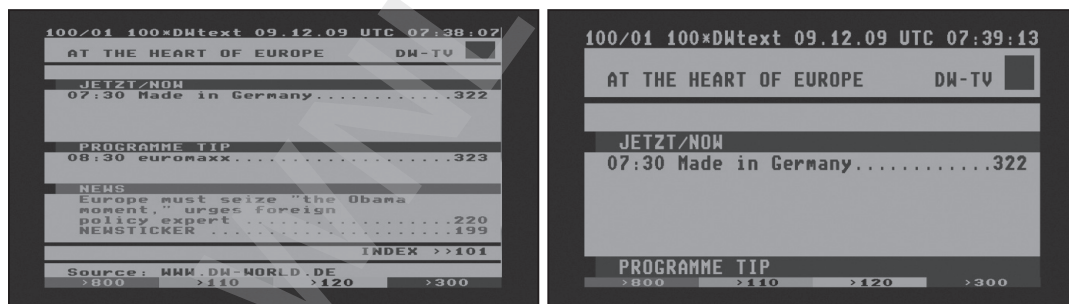 100/01 100×DWtext 09.12.09 UTC 07:38:07
AT THE HEART OF EUROPE DW-TV
JETZT/NOW
07:30 Made in Germany............322
PROGRAMME TIP
08:30 euromaxx...................323
NEWS
Europe must seize "the Obama
moment," urges foreign
policy expert ...................220
NEWSTICKER ......................199
INDEX >>101
Source: WWW.DW-WORLD.DE
>800 >110 >120 >300
100/01 100×DWtext 09.12.09 UTC 07:39:13
AT THE HEART OF EUROPE DW-TV
JETZT/NOW
07:30 Made in Germany............322
PROGRAMME TIP
>800 >110 >120 >300